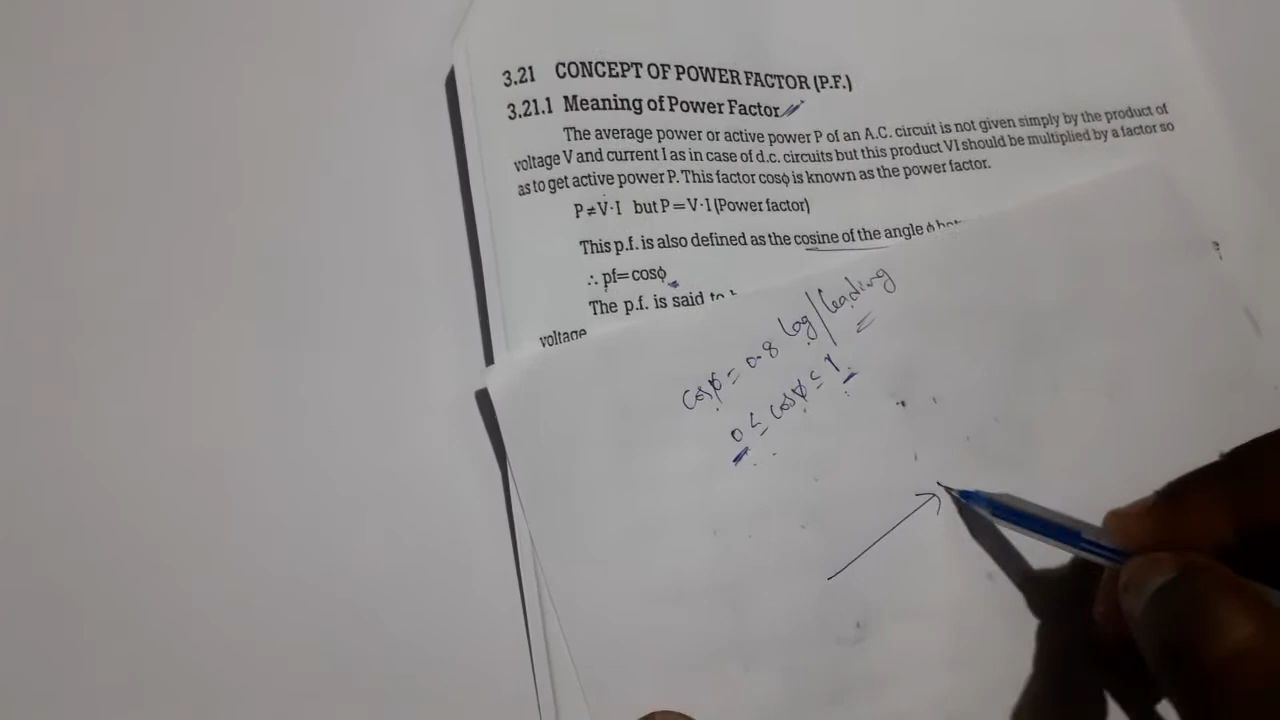 3.21 CONCEPT OF POWER FACTOR (P.F.)
3.21.1 Meaning of Power Factor
The average power or active power P of an A.C. circuit is not given simply by the product of
voltage V and current I as in case of d.c. circuits but this product VI should be multiplied by a factor so
as to get active power P. This factor cosϕ is known as the power factor.
P≠V·I but P=V·I (Power factor)
This p.f. is also defined as the cosine of the angle ϕ
∴ pf=cosϕ
The p.f. is said to
voltage
cosϕ = 0.8 lag/leading
0 ≤ cosϕ ≤ 1